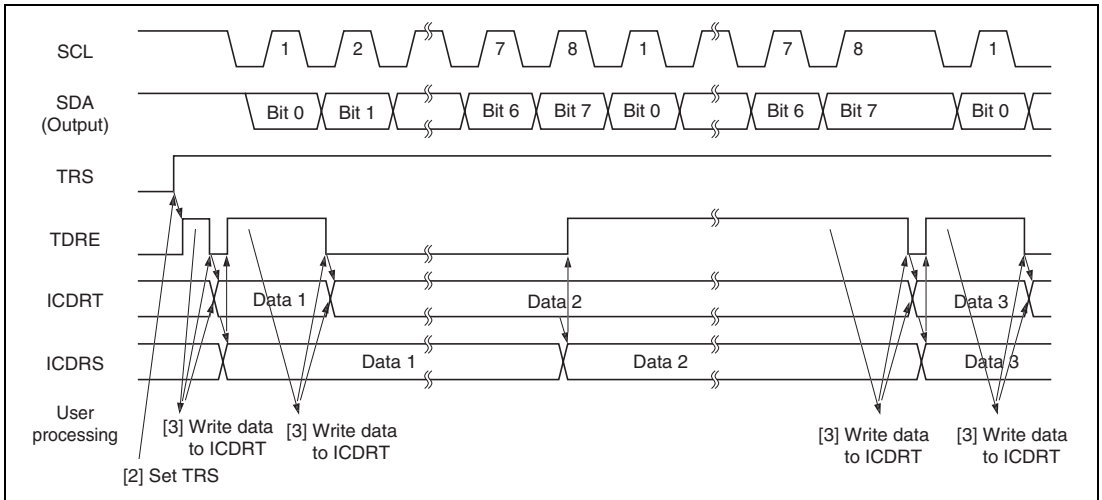 SCL 1 2 7 8 1 7 8 1
SDA
(Output)
Bit 0 Bit 1 Bit 6 Bit 7 Bit 0 Bit 6 Bit 7 Bit 0
TRS
TDRE
ICDRT Data 1 Data 2 Data 3
ICDRS Data 1 Data 2 Data 3
User
processing
[3] Write data
to ICDRT
[3] Write data
to ICDRT
[3] Write data
to ICDRT
[3] Write data
to ICDRT
[2] Set TRS